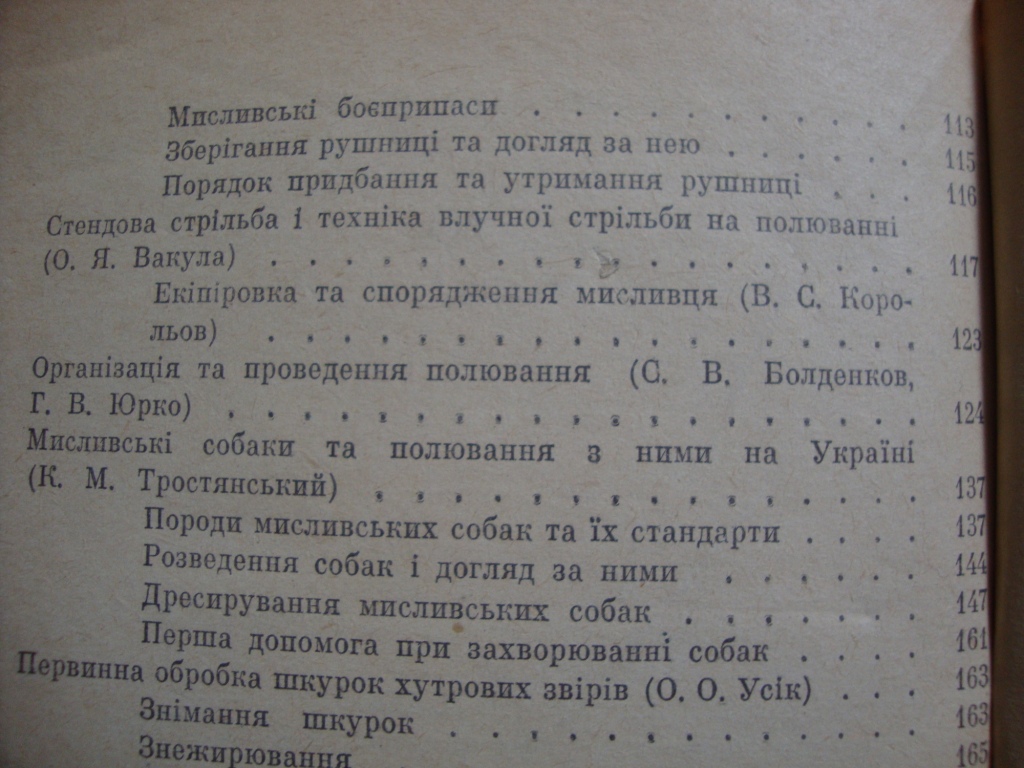 Мисливські боєприпаси . . . . . . . . . . 113
Зберігання рушниці та догляд за нею . . . . . 115
Порядок придбання та утримання рушниці . . . 116
Стендова стрільба і техніка влучної стрільби на полюванні
(О. Я. Вакула) . . . . . . . . . . . . . . . . . 117
Екіпіровка та спорядження мисливця (В. С. Коро-
льов) . . . . . . . . . . . . . . . . . 123
Організація та проведення полювання (С. В. Болденков,
Г. В. Юрко) . . . . . . . . . . . . . . . . . . 124
Мисливські собаки та полювання з ними на Україні
(К. М. Тростянський) . . . . . . . . . . . . . . 137
Породи мисливських собак та їх стандарти . . . . 137
Розведення собак і догляд за ними . . . . . . 144
Дресирування мисливських собак . . . . . . . 147
Перша допомога при захворюванні собак . . . . 161
Первинна обробка шкурок хутрових звірів (О. О. Усік) . . . 163
Знімання шкурок . . . . . . . . . . . . 163
Знежирювання 165